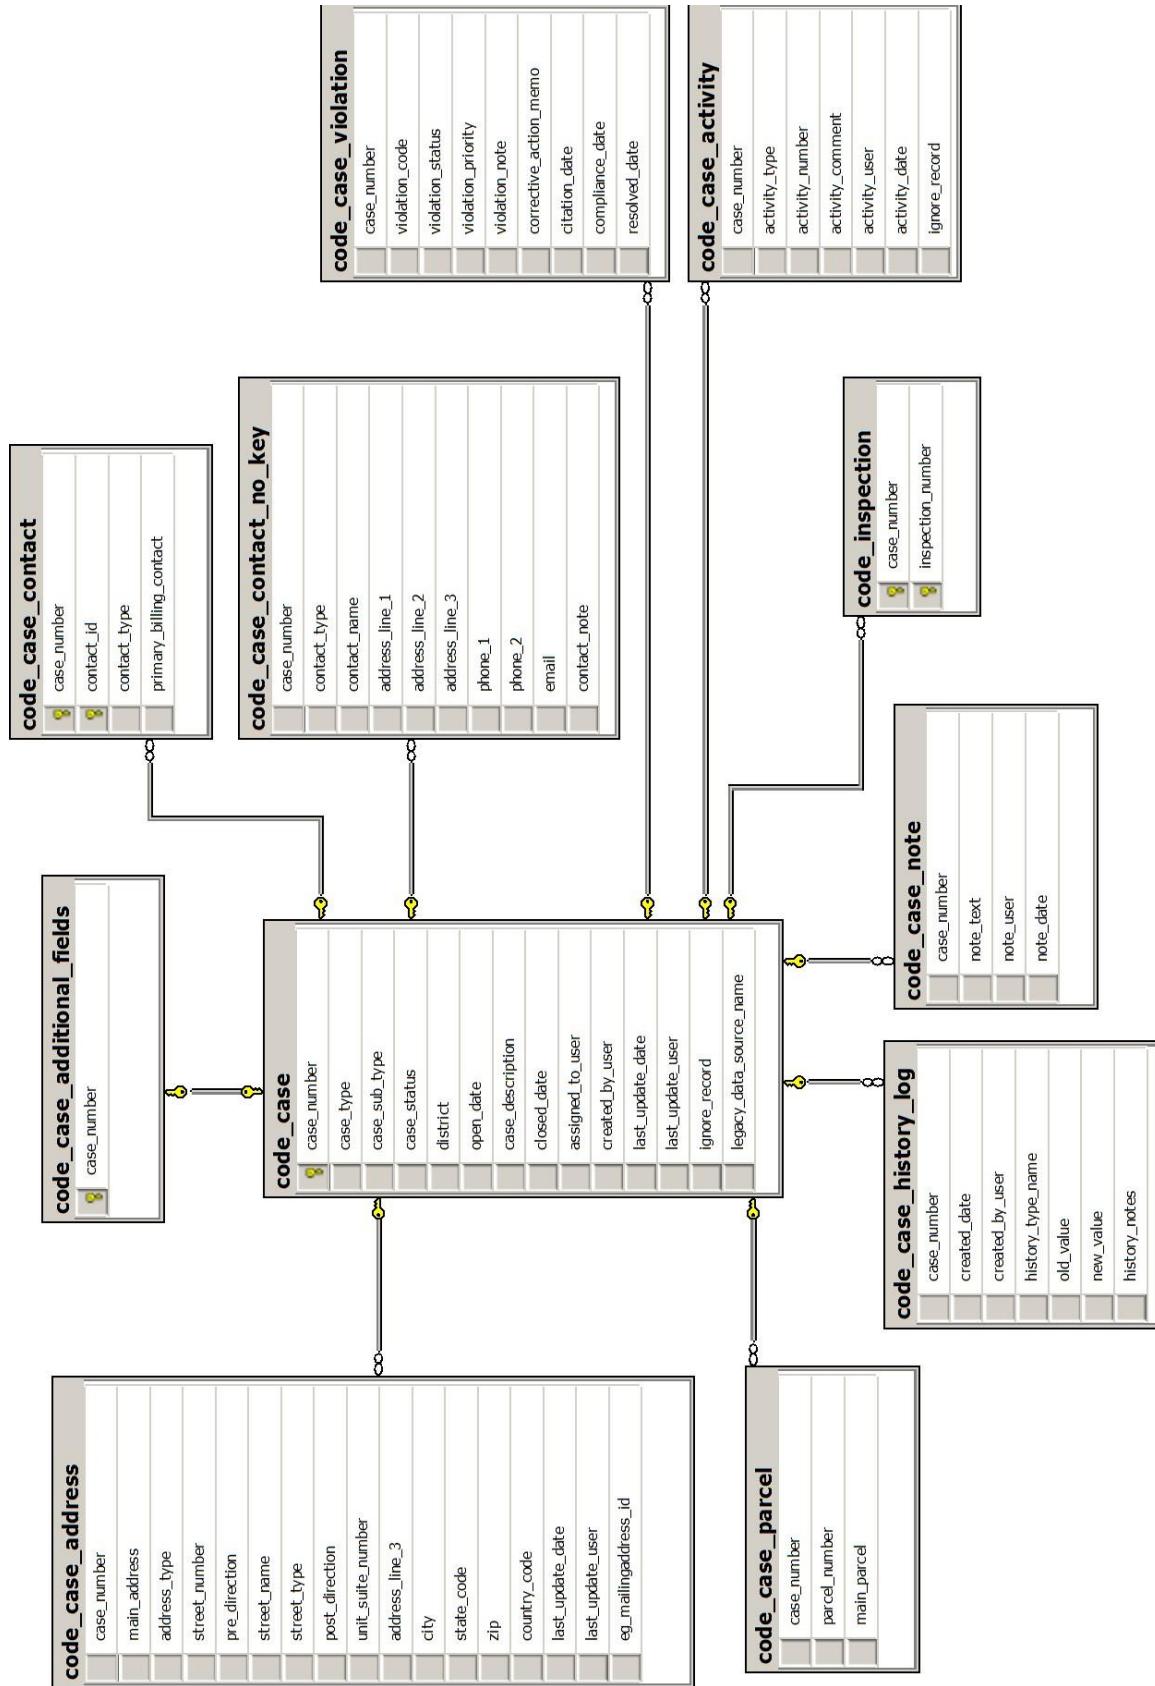 code_case_contact
case_number
contact_id
contact_type
primary_billing_contact
code_case_contact_no_key
case_number
contact_type
contact_name
address_line_1
address_line_2
address_line_3
phone_1
phone_2
email
contact_note
code_case_violation
case_number
violation_code
violation_status
violation_priority
violation_note
corrective_action_memo
citation_date
compliance_date
resolved_date
code_case_activity
case_number
activity_type
activity_number
activity_comment
activity_user
activity_date
ignore_record
code_case_additional_fields
case_number
code_case
case_number
case_type
case_sub_type
case_status
district
open_date
case_description
closed_date
assigned_to_user
created_by_user
last_update_date
last_update_user
ignore_record
legacy_data_source_name
code_inspection
case_number
inspection_number
code_case_note
case_number
note_text
note_user
note_date
code_case_address
case_number
main_address
address_type
street_number
pre_direction
street_name
street_type
post_direction
unit_suite_number
address_line_3
city
state_code
zip
country_code
last_update_date
last_update_user
eg_mailingaddress_id
code_case_parcel
case_number
parcel_number
main_parcel
code_case_history_log
case_number
created_date
created_by_user
history_type_name
old_value
new_value
history_notes